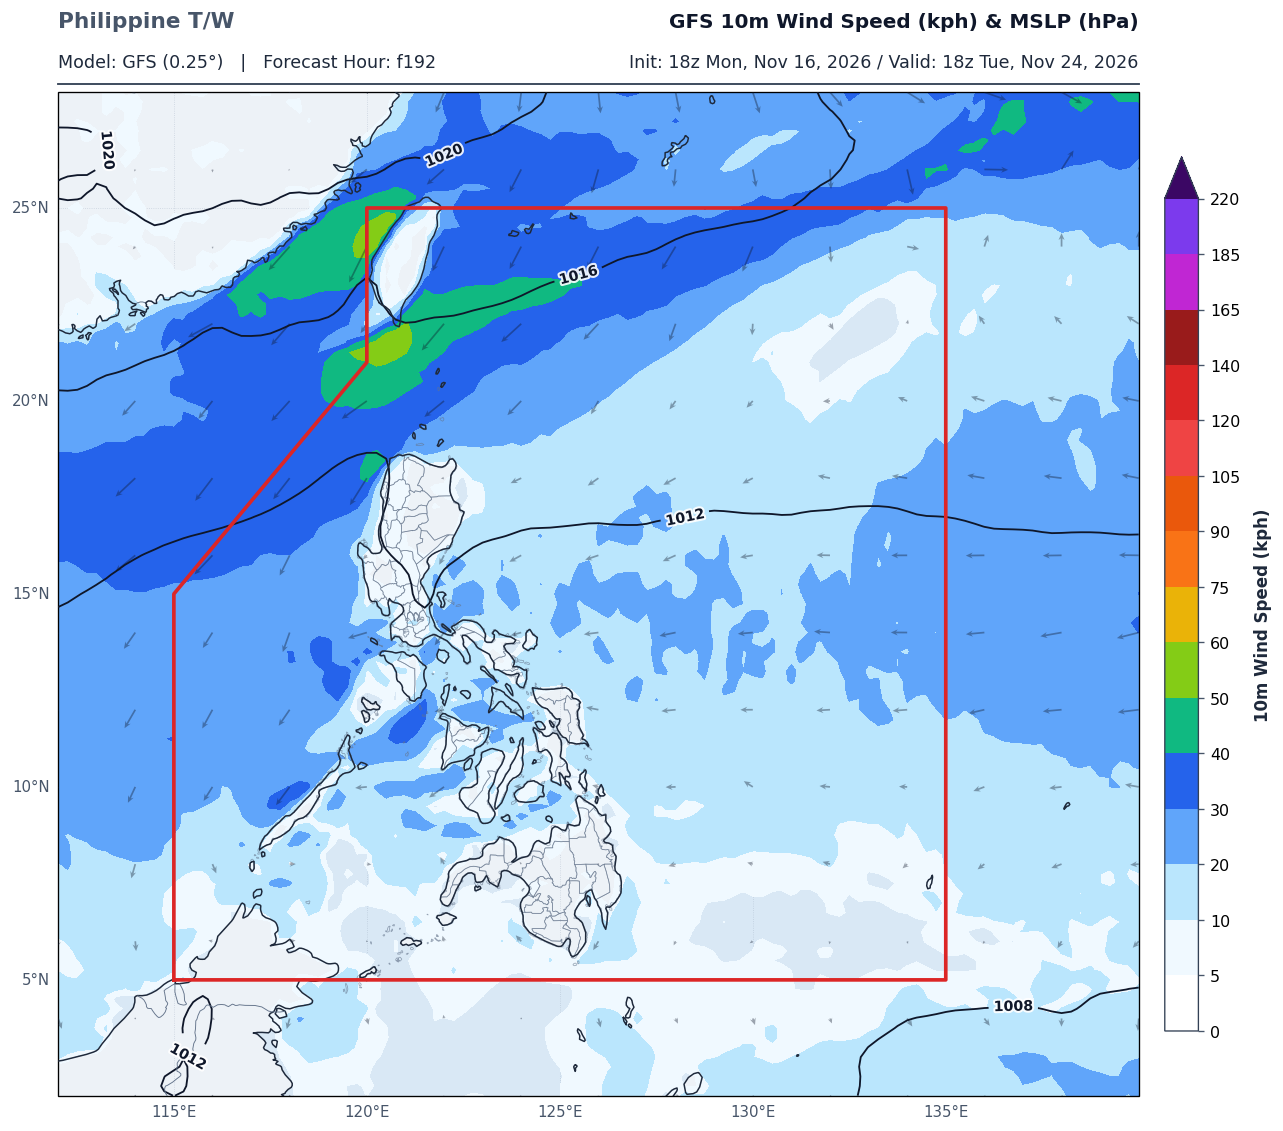 Philippine T/W
GFS 10m Wind Speed (kph) & MSLP (hPa)
Model: GFS (0.25°) | Forecast Hour: f192
Init: 18z Mon, Nov 16, 2026 / Valid: 18z Tue, Nov 24, 2026
1020
1020
1016
1012
1012
1008
25°N
20°N
15°N
10°N
5°N
115°E
120°E
125°E
130°E
135°E
220
185
165
140
120
105
90
75
60
50
40
30
20
10
5
0
10m Wind Speed (kph)